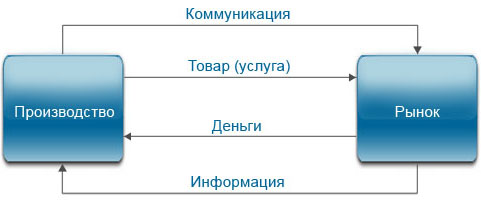 Коммуникация
Товар (услуга)
Производство
Рынок
Деньги
Информация